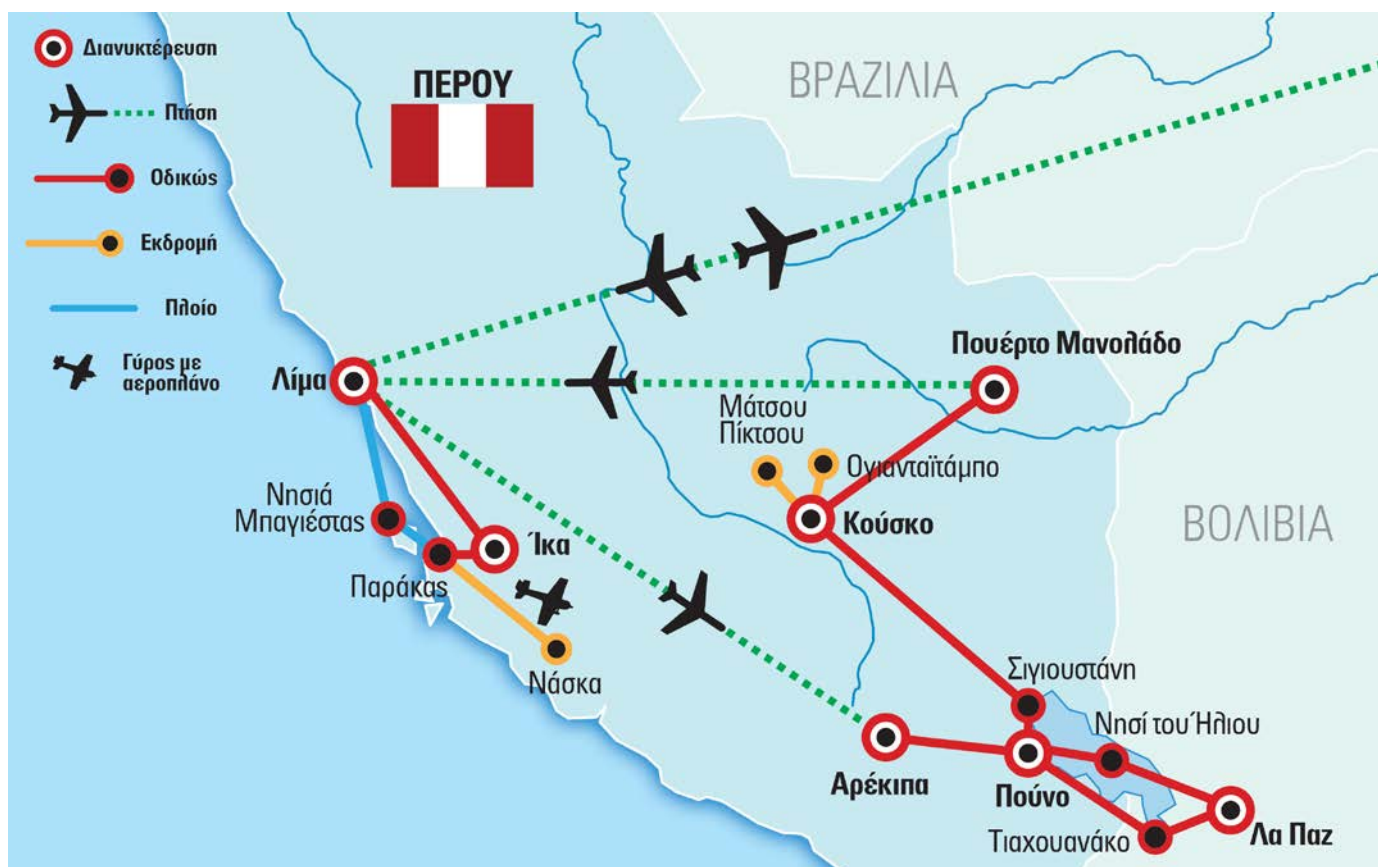 Διανυκτέρευση
Πτήση
Οδικώς
Εκδρομή
Πλοίο
Γύρος με
αεροπλάνο
ΠΕΡΟΥ
ΒΡΑΖΙΛΙΑ
Λίμα
Πουέρτο Μανολάδο
Μάτσου
Πίκτσου
Ογιανταϊτάμπο
Κούσκο
ΒΟΛΙΒΙΑ
Νησιά
Μπαγιέστας
Ίκα
Παράκας
Νάσκα
Σιγιουστάνη
Νησί του Ήλιου
Αρέκιπα
Πούνο
Τιαχουανάκο
Λα Παζ